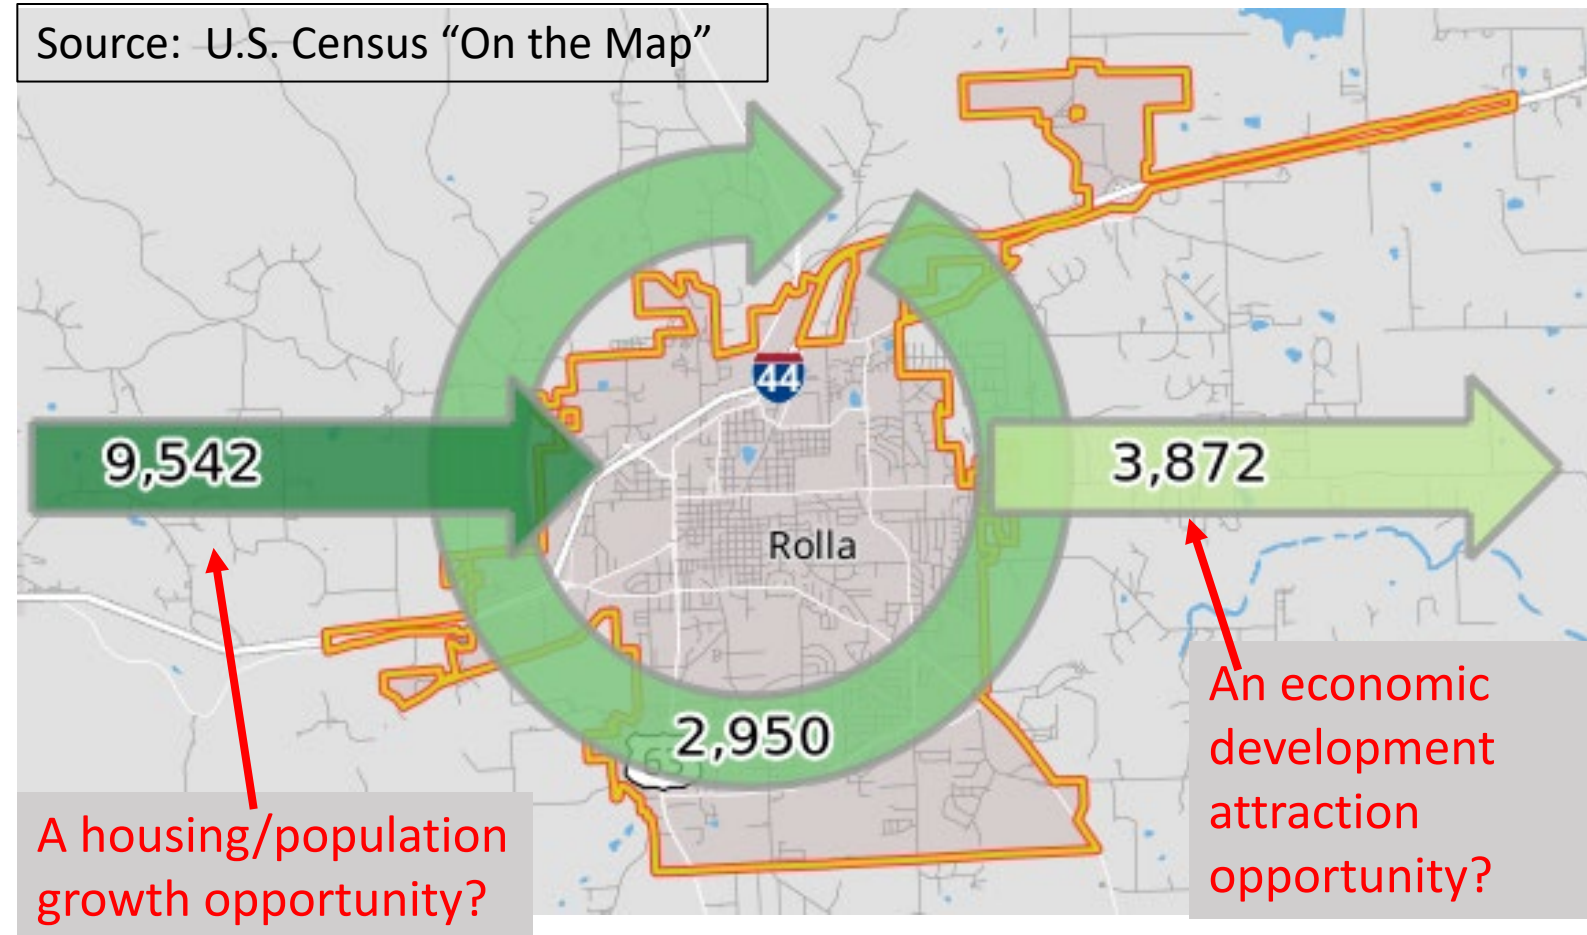 Source:  U.S. Census “On the Map”
44
9,542
3,872
Rolla
2,950
63
A housing/population
growth opportunity?
An economic
development
attraction
opportunity?